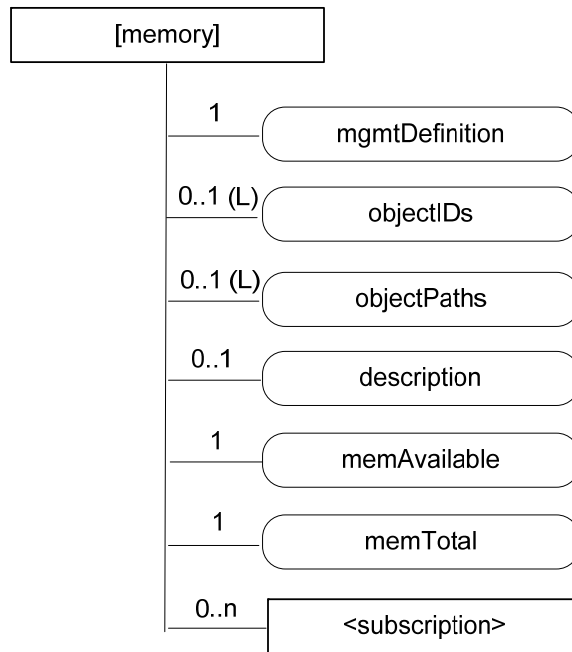 [memory]
1
mgmtDefinition
0..1 (L)
objectIDs
0..1 (L)
objectPaths
0..1
description
1
memAvailable
1
memTotal
0..n
<subscription>